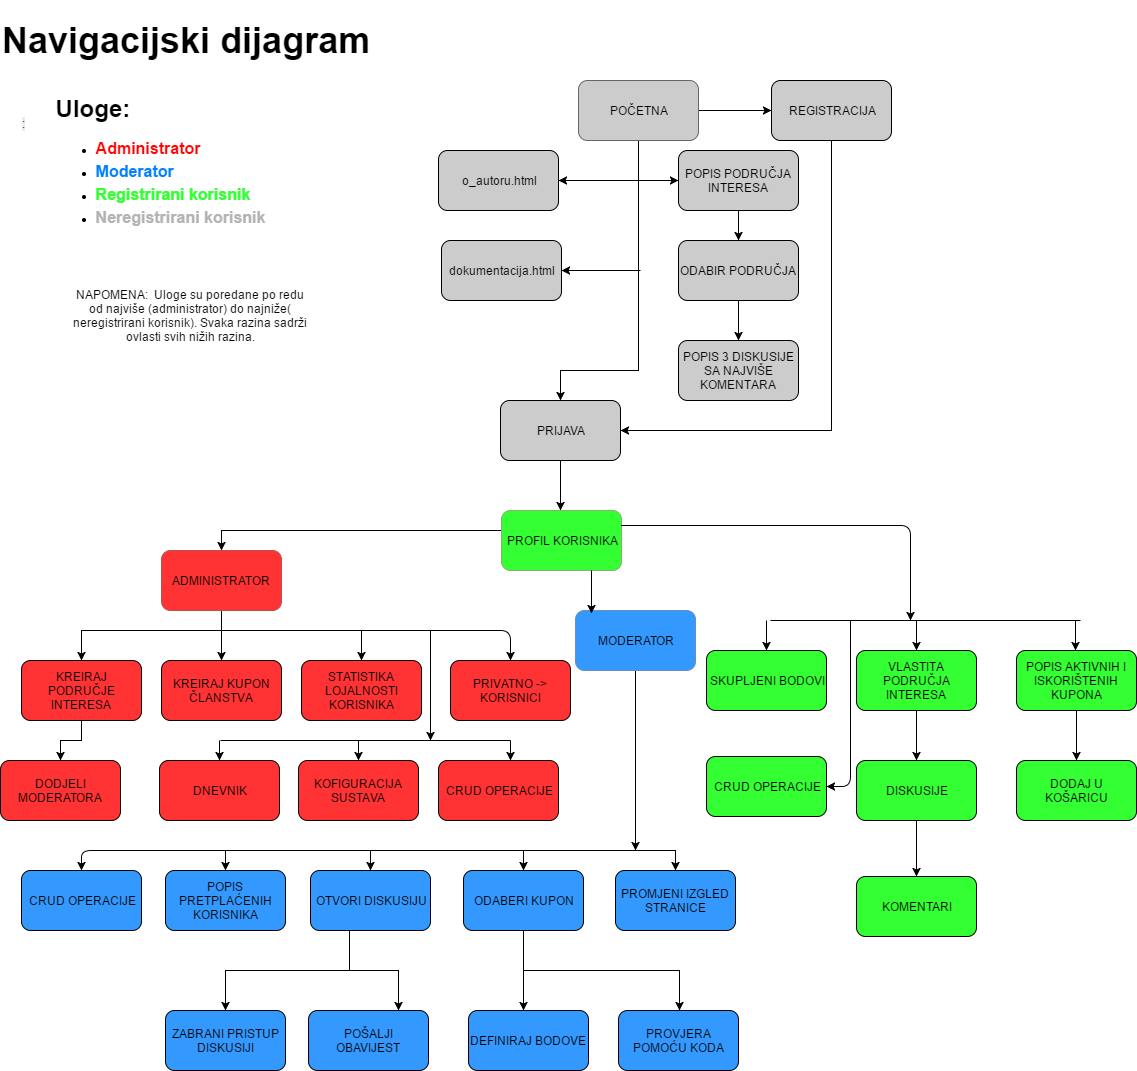 Navigacijski dijagram
Uloge:
Administrator
Moderator
Registrirani korisnik
Neregistrirani korisnik
NAPOMENA:  Uloge su poredane po redu
od najviše (administrator) do najniže(
neregistrirani korisnik). Svaka razina sadrži
ovlasti svih nižih razina.
POČETNA
REGISTRACIJA
o_autoru.html
POPIS PODRUČJA
INTERESA
dokumentacija.html
ODABIR PODRUČJA
POPIS 3 DISKUSIJE
SA NAJVIŠE
KOMENTARA
PRIJAVA
PROFIL KORISNIKA
ADMINISTRATOR
MODERATOR
KREIRAJ
PODRUČJE
INTERESA
KREIRAJ KUPON
ČLANSTVA
STATISTIKA
LOJALNOSTI
KORISNIKA
PRIVATNO ->
KORISNICI
SKUPLJENI BODOVI
VLASTITA
PODRUČJA
INTERESA
POPIS AKTIVNIH I
ISKORIŠTENIH
KUPONA
DODJELI
MODERATORA
DNEVNIK
KOFIGURACIJA
SUSTAVA
CRUD OPERACIJE
CRUD OPERACIJE
DISKUSIJE
DODAJ U
KOŠARICU
CRUD OPERACIJE
POPIS
PRETPLAĆENIH
KORISNIKA
OTVORI DISKUSIJU
ODABERI KUPON
PROMJENI IZGLED
STRANICE
KOMENTARI
ZABRANI PRISTUP
DISKUSIJI
POŠALJI
OBAVIJEST
DEFINIRAJ BODOVE
PROVJERA
POMOĆU KODA